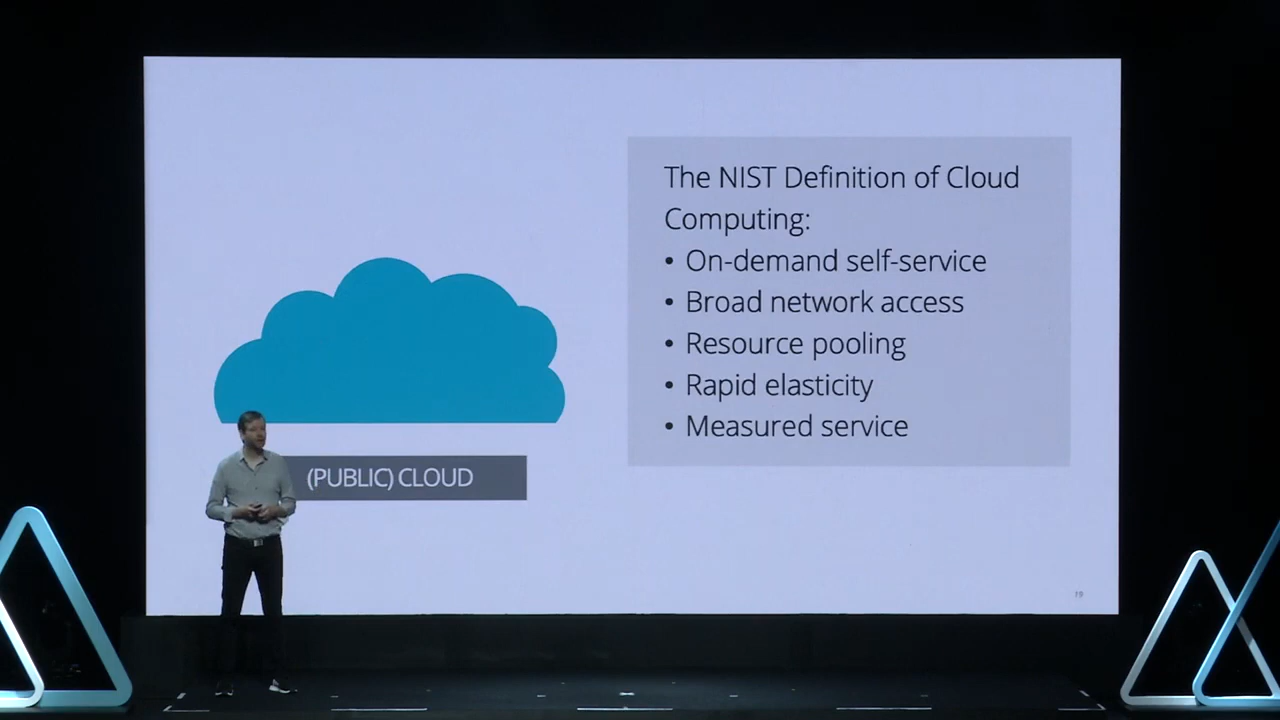 The NIST Definition of Cloud
Computing:
• On-demand self-service
• Broad network access
• Resource pooling
• Rapid elasticity
• Measured service
(PUBLIC) CLOUD
19